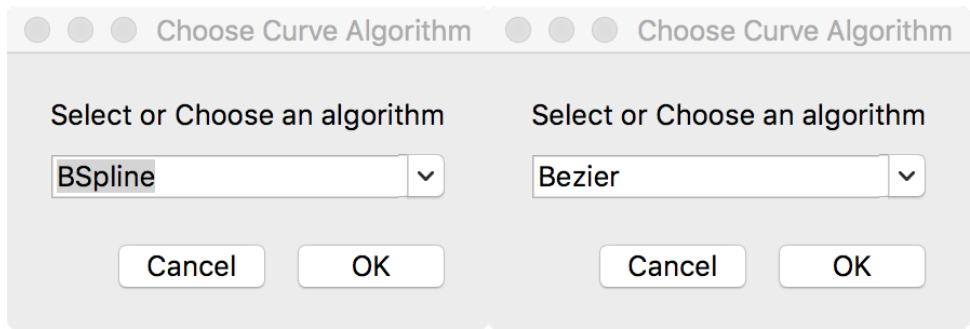 Choose Curve Algorithm
Select or Choose an algorithm
BSpline
Cancel OK
Choose Curve Algorithm
Select or Choose an algorithm
Bezier
Cancel OK